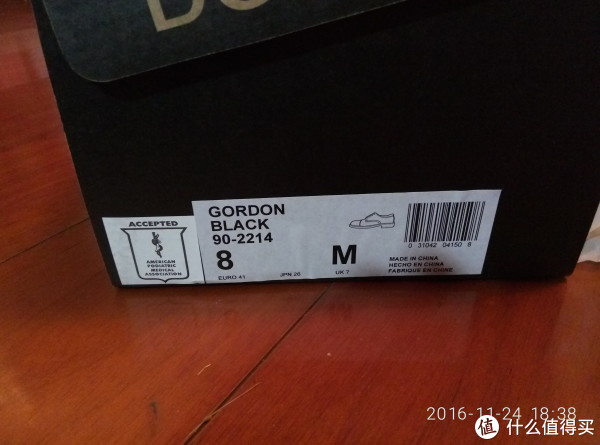 ACCEPTED
AMERICAN
PODIATRIC
MEDICAL
ASSOCIATION
GORDON
BLACK
90-2214
8
M
EURO 41
JPN 26
UK 7
0 31042 04150 8
MADE IN CHINA
HECHO EN CHINA
FABRIQUE EN CHINE
2016-11-24 18:38
值 什么值得买